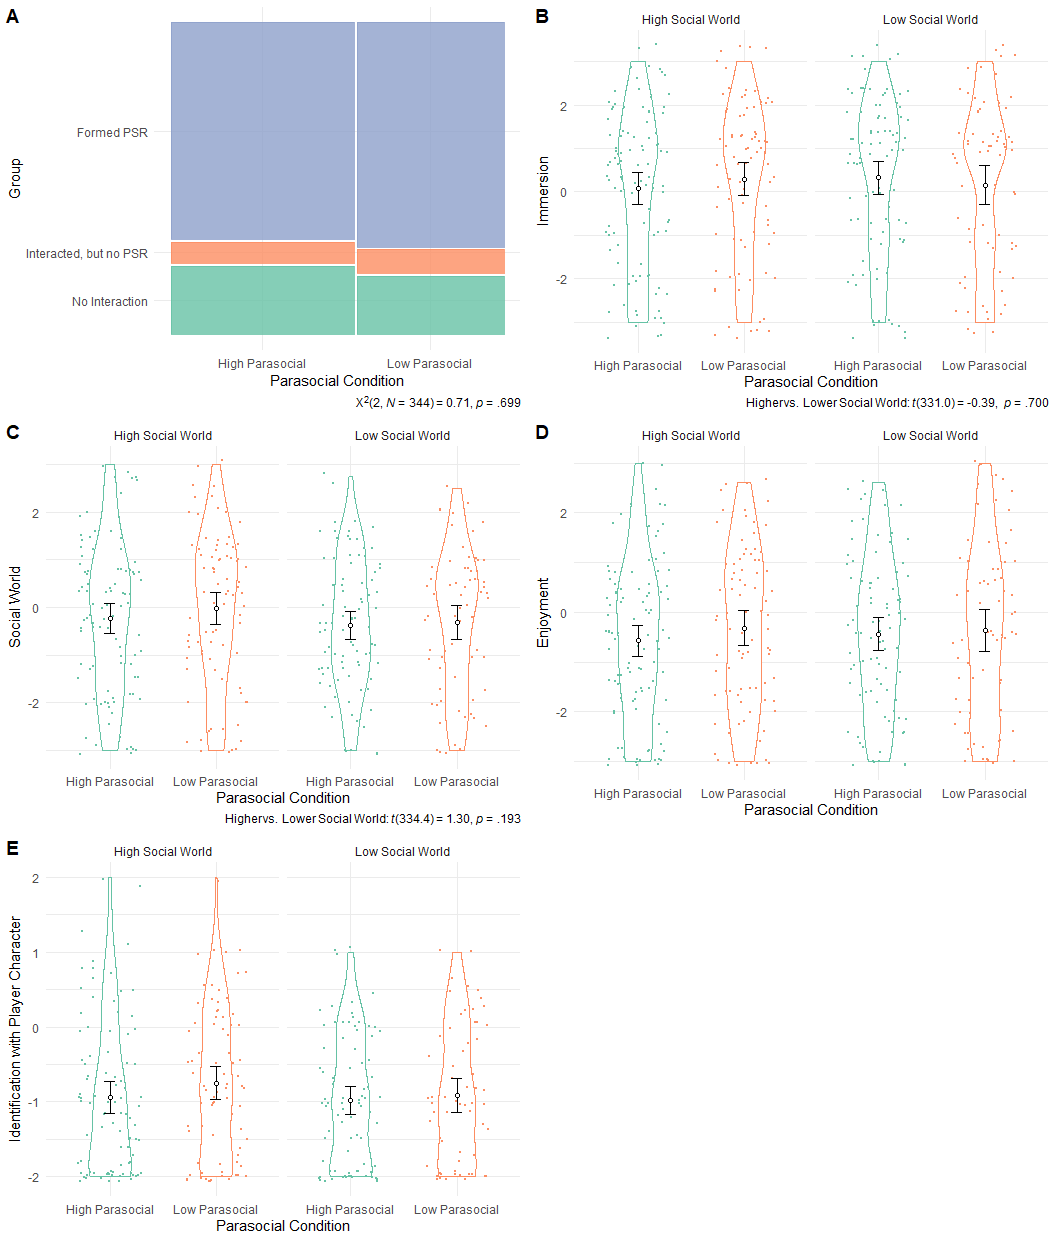 A
Group
Formed PSR
Interacted, but no PSR
No Interaction
High Parasocial Low Parasocial
Parasocial Condition
X²(2, N = 344) = 0.71, p = .699
B
High Social World Low Social World
Immersion
2
0
-2
High Parasocial Low Parasocial High Parasocial Low Parasocial
Parasocial Condition
Highervs. Lower Social World: t(331.0) = -0.39, p = .700
C
High Social World Low Social World
Social World
2
0
-2
High Parasocial Low Parasocial High Parasocial Low Parasocial
Parasocial Condition
Highervs. Lower Social World: t(334.4) = 1.30, p = .193
D
High Social World Low Social World
Enjoyment
2
0
-2
High Parasocial Low Parasocial High Parasocial Low Parasocial
Parasocial Condition
E
High Social World Low Social World
Identification with Player Character
2
1
0
-1
-2
High Parasocial Low Parasocial High Parasocial Low Parasocial
Parasocial Condition